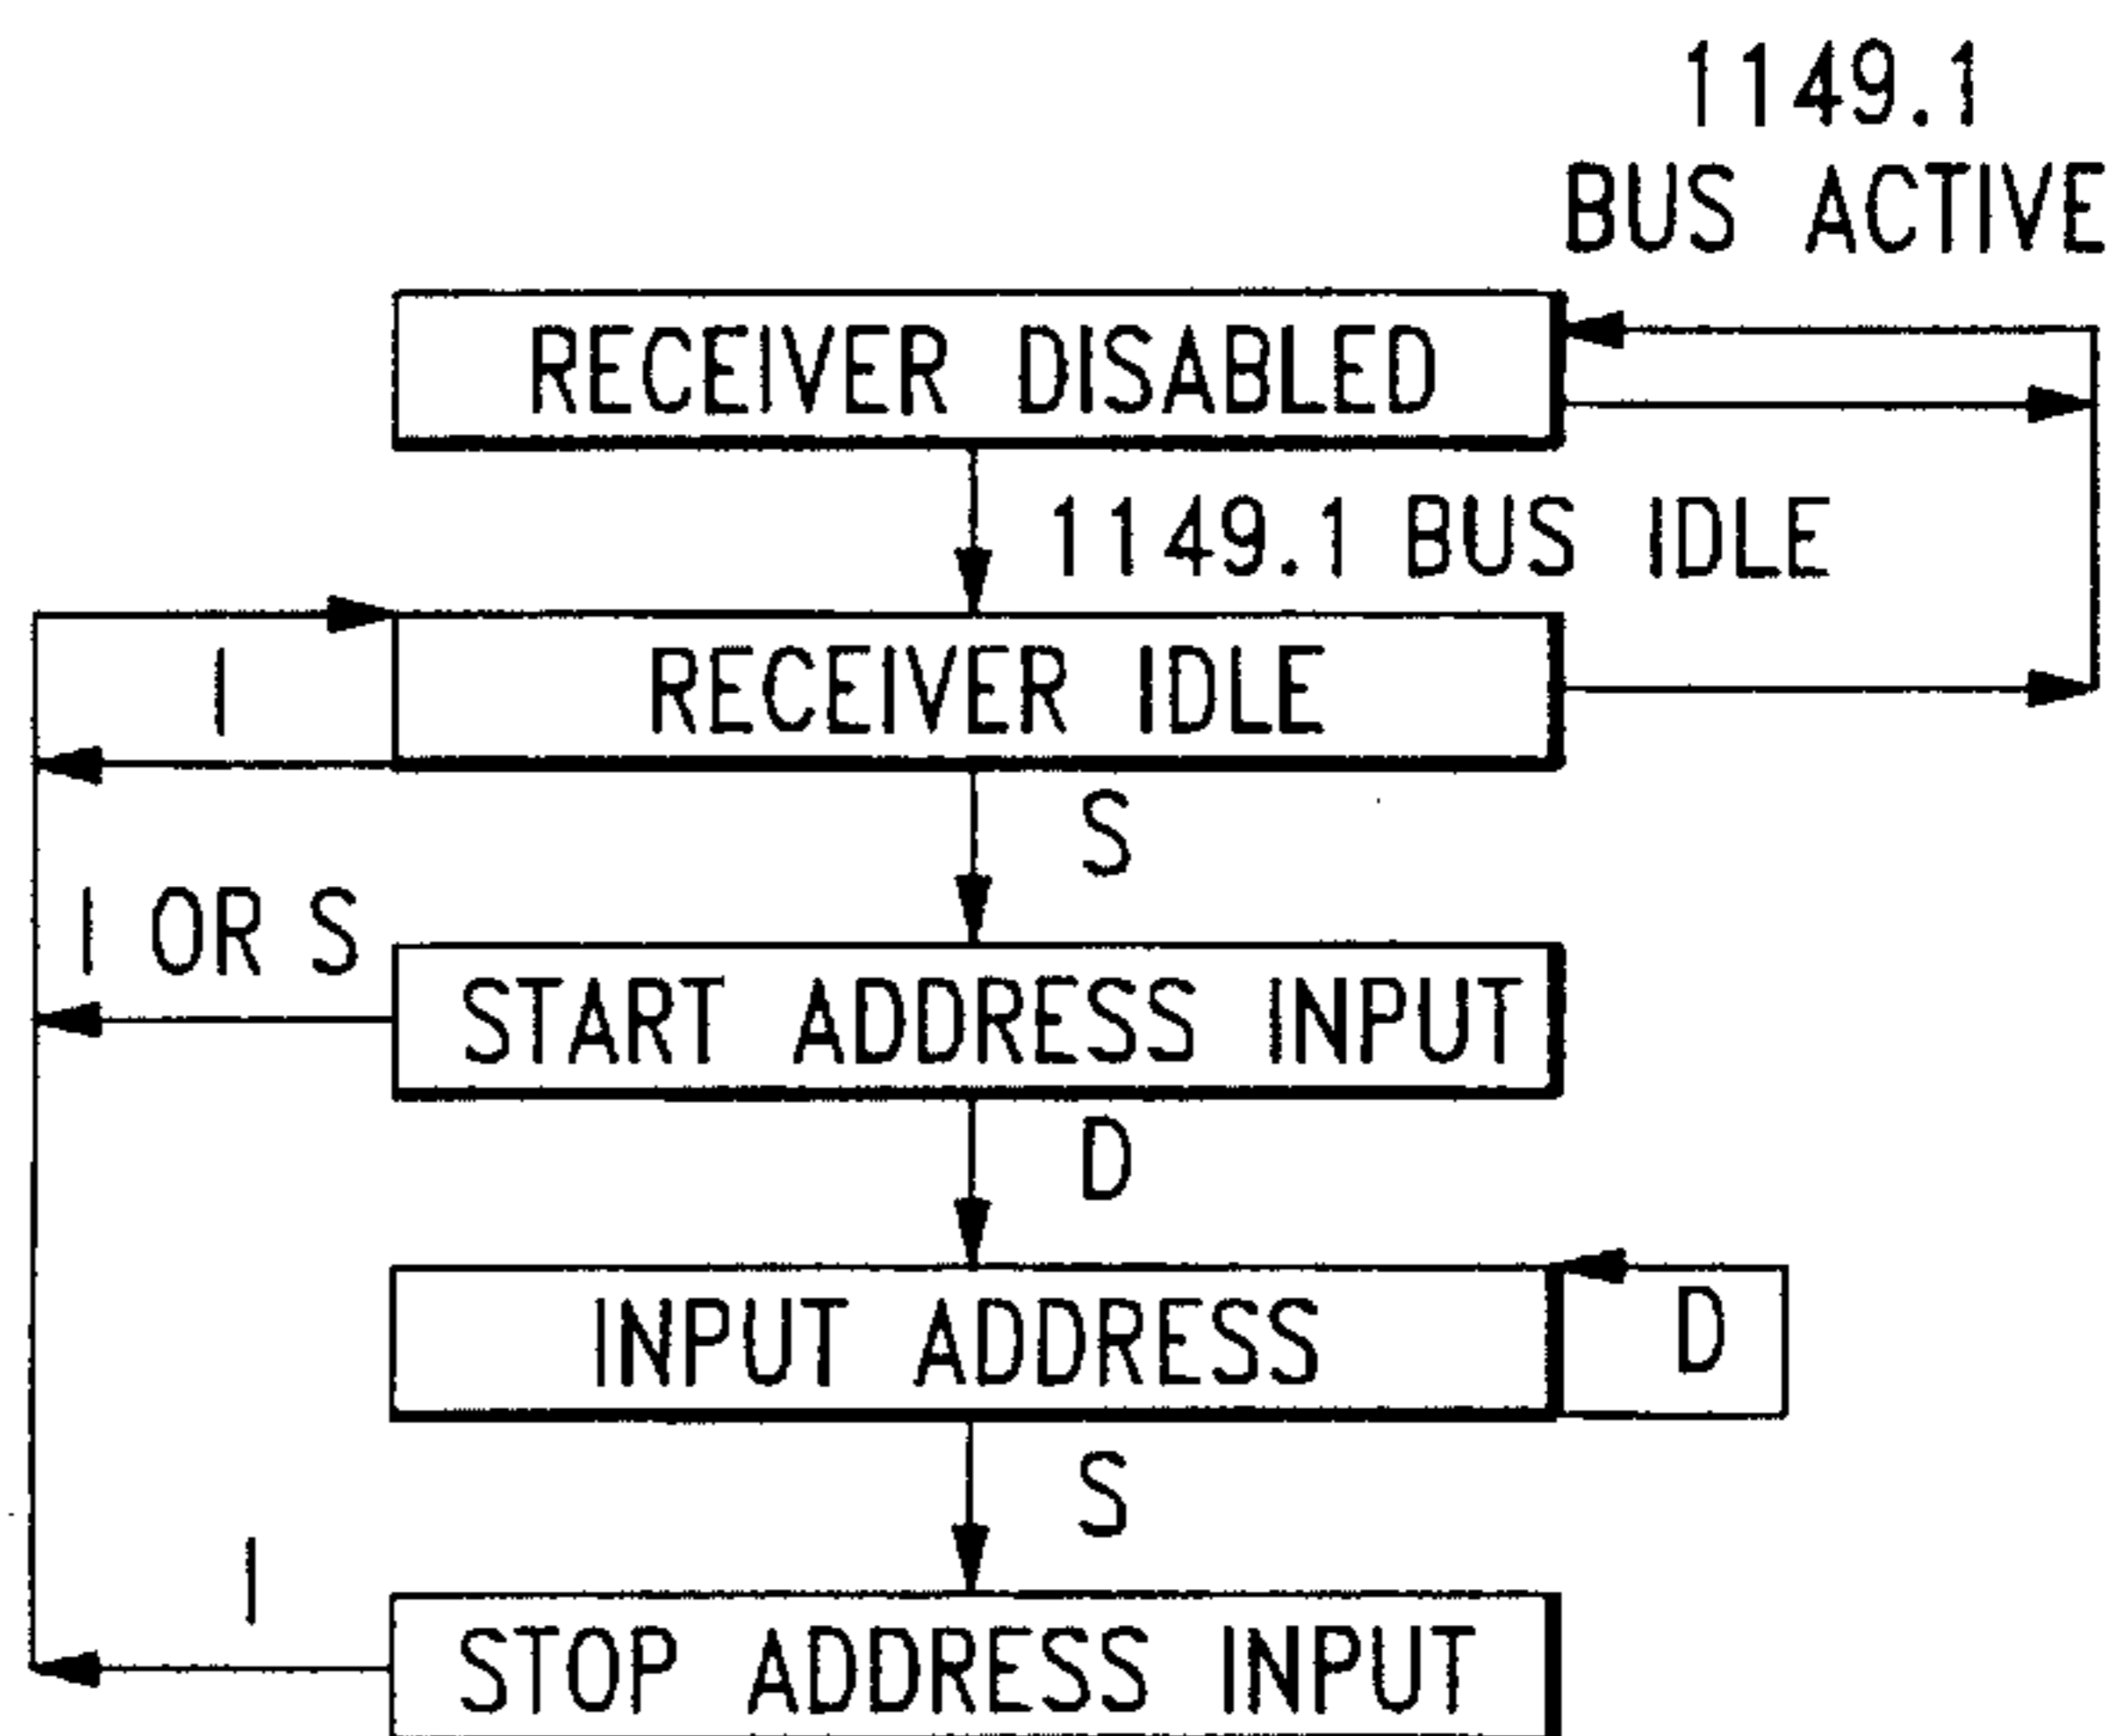 1149.1
BUS ACTIVE
RECEIVER DISABLED
1149.1 BUS IDLE
I
RECEIVER IDLE
S
I OR S
START ADDRESS INPUT
D
INPUT ADDRESS
D
S
I
STOP ADDRESS INPUT